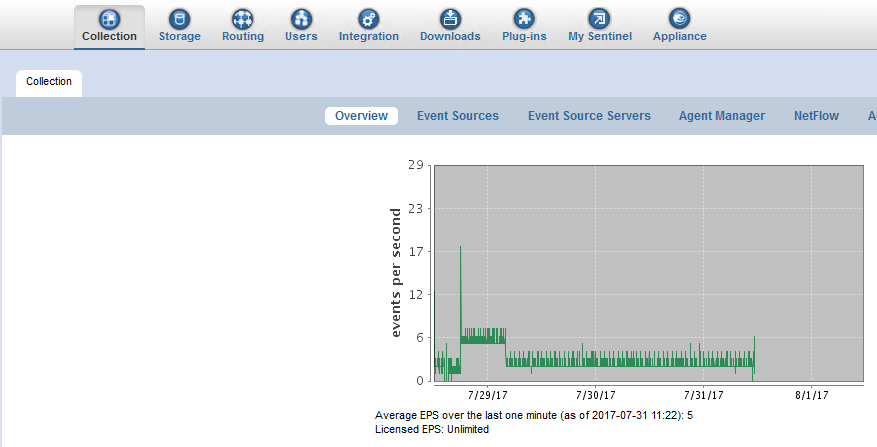 Collection Storage Routing Users Integration Downloads Plug-ins My Sentinel Appliance
Collection
Overview Event Sources Event Source Servers Agent Manager NetFlow A
29
23
17
12
6
0
events per second
7/29/17 7/30/17 7/31/17 8/1/17
Average EPS over the last one minute (as of 2017-07-31 11:22): 5
Licensed EPS: Unlimited